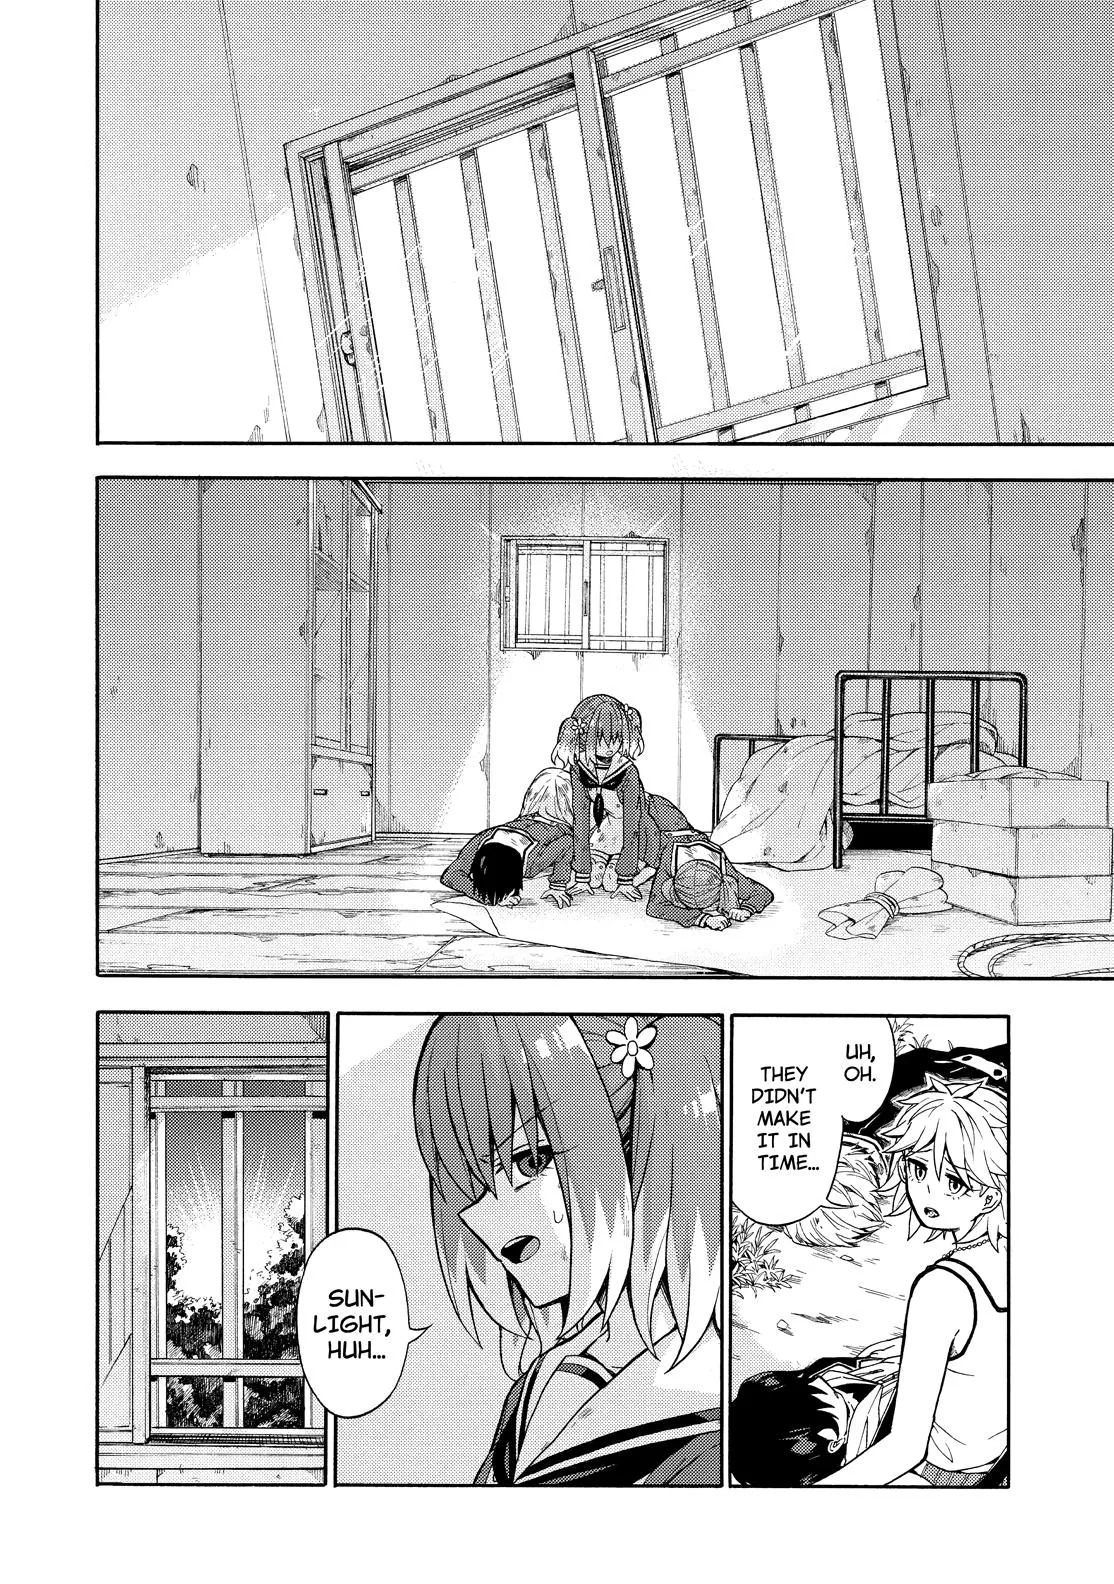 UH,
OH.
THEY
DIDN'T
MAKE
IT IN
TIME...
SUN-
LIGHT,
HUH...